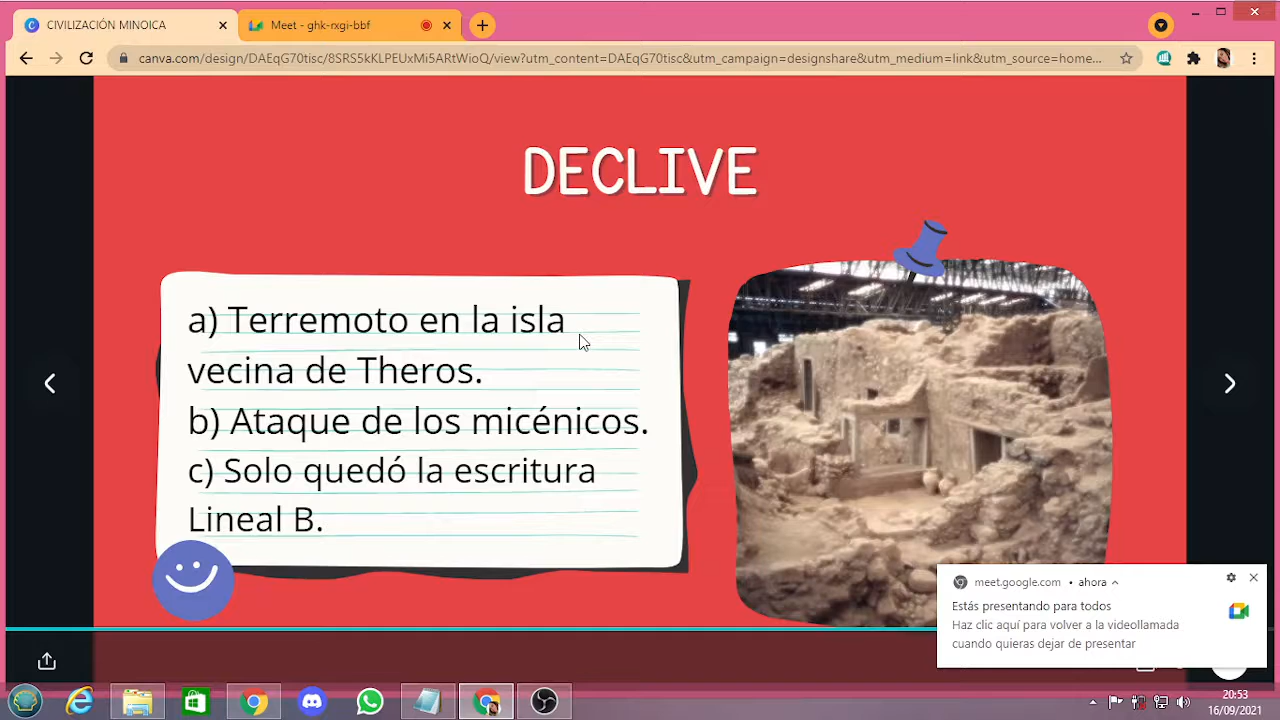 CIVILIZACIÓN MINOICA
Meet - ghk-rxgi-bbf
canva.com/design/DAEqG70tisc/8SRS5kKLPEUxMi5ARtWinQ/view?utm_content=DAEqG70tisc&utm_campaign=designshare&utm_medium=link&utm_source=home...
DECLIVE
a) Terremoto en la isla
vecina de Theros.
b) Ataque de los micénicos.
c) Solo quedó la escritura
Lineal B.
meet.google.com • ahora
Estás presentando para todos
Haz clic aquí para volver a la videollamada
cuando quieras dejar de presentar
20:53
16/09/2021